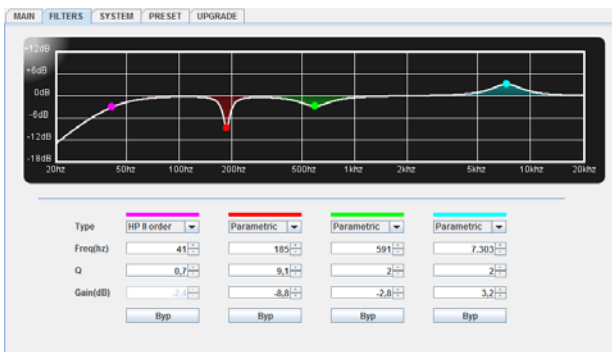 MAIN FILTERS SYSTEM PRESET UPGRADE
+12dB
+6dB
0dB
-6dB
-12dB
-18dB
20hz 50hz 100hz 200hz 500hz 1khz 2khz 5khz 10khz 20khz
Type HP II order Parametric Parametric Parametric
Freq(hz) 41 185 591 7.303
Q 0,7 9,1 2 2
Gain(dB) -2,4 -8,8 -2,8 3,2
Byp Byp Byp Byp